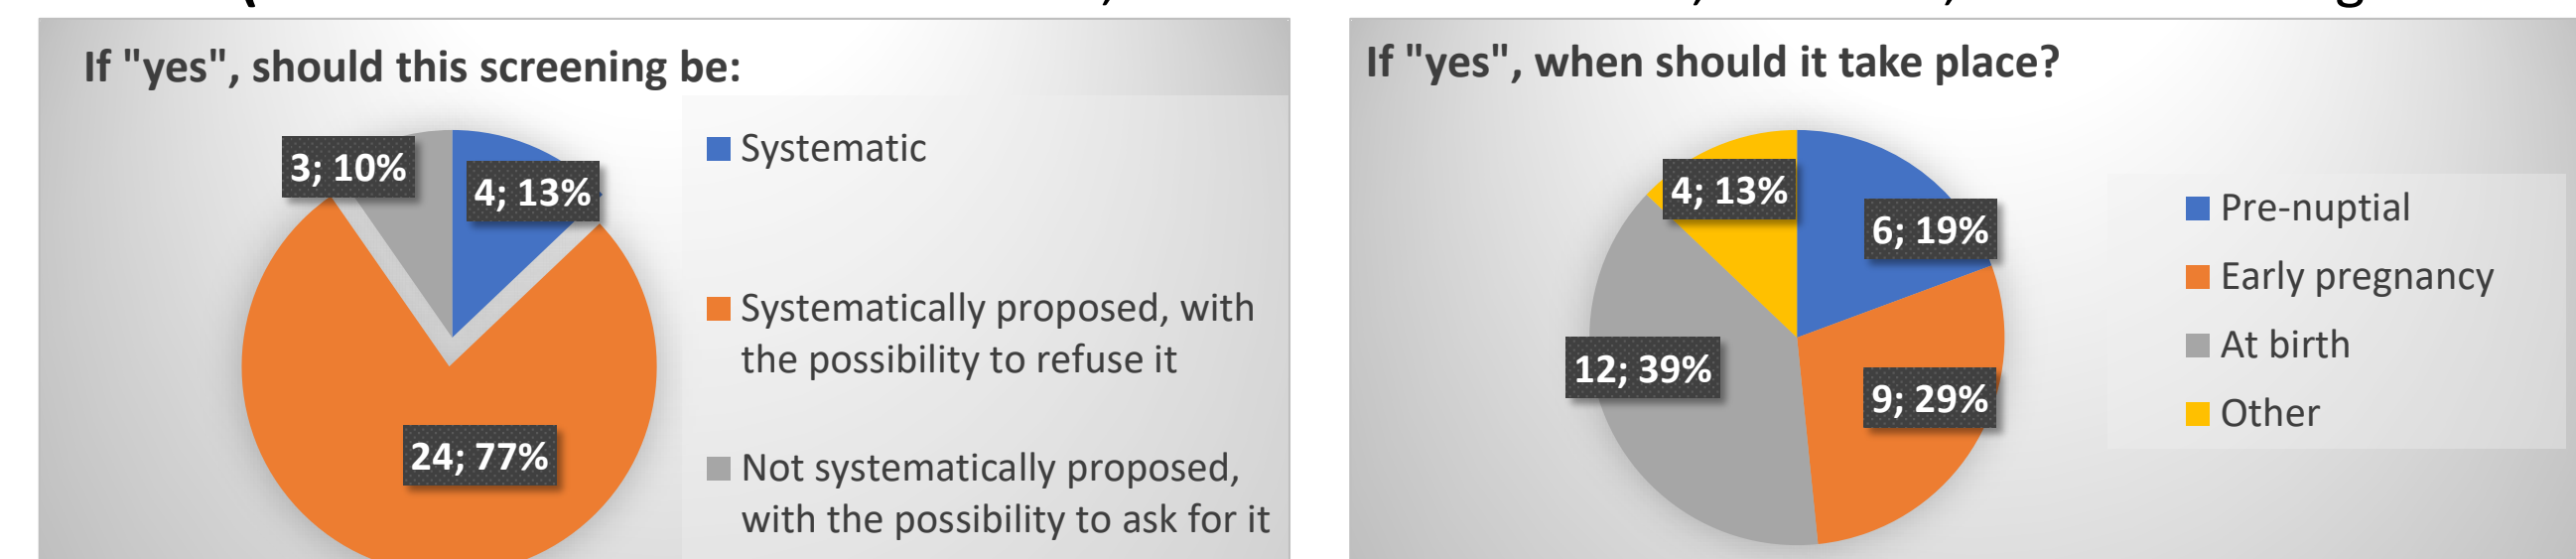 If "yes", should this screening be:
3; 10%
4; 13%
24; 77%
Systematic
Systematically proposed, with
the possibility to refuse it
Not systematically proposed,
with the possibility to ask for it
If "yes", when should it take place?
4; 13%
6; 19%
12; 39%
9; 29%
Pre-nuptial
Early pregnancy
At birth
Other